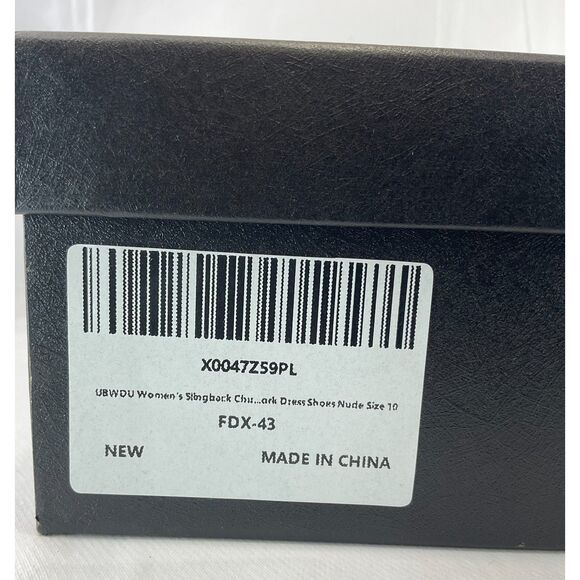 X0047Z59PL
UBWDU Women's Slingback Chu...ark Dress Shoes Nude Size 10
FDX-43
NEW MADE IN CHINA